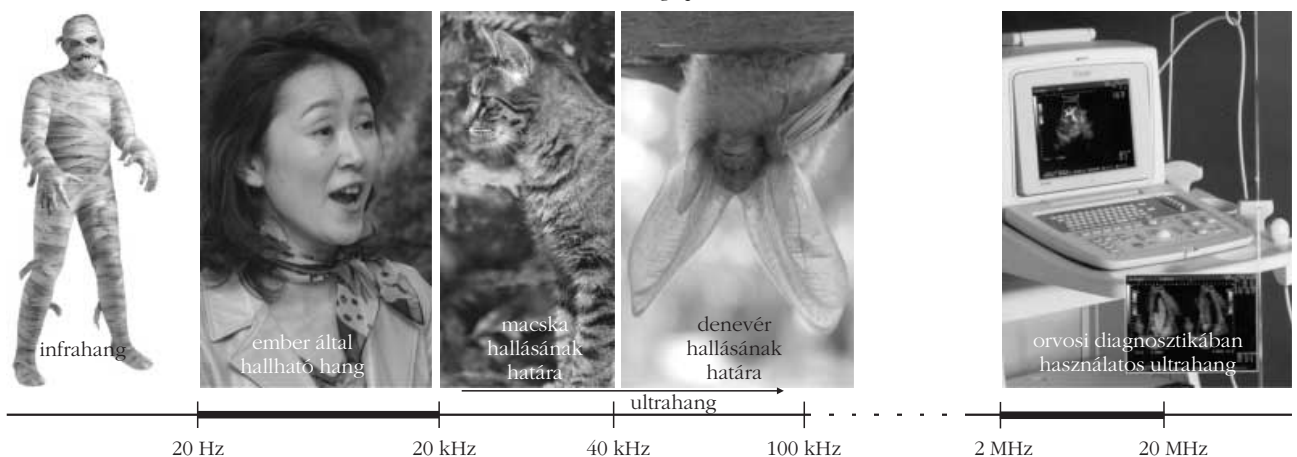 infrahang
ember által
hallható hang
macska
hallásának
határa
denevér
hallásának
határa
orvosi diagnosztikában
használatos ultrahang
ultrahang
20 Hz
20 kHz
40 kHz
100 kHz
2 MHz
20 MHz